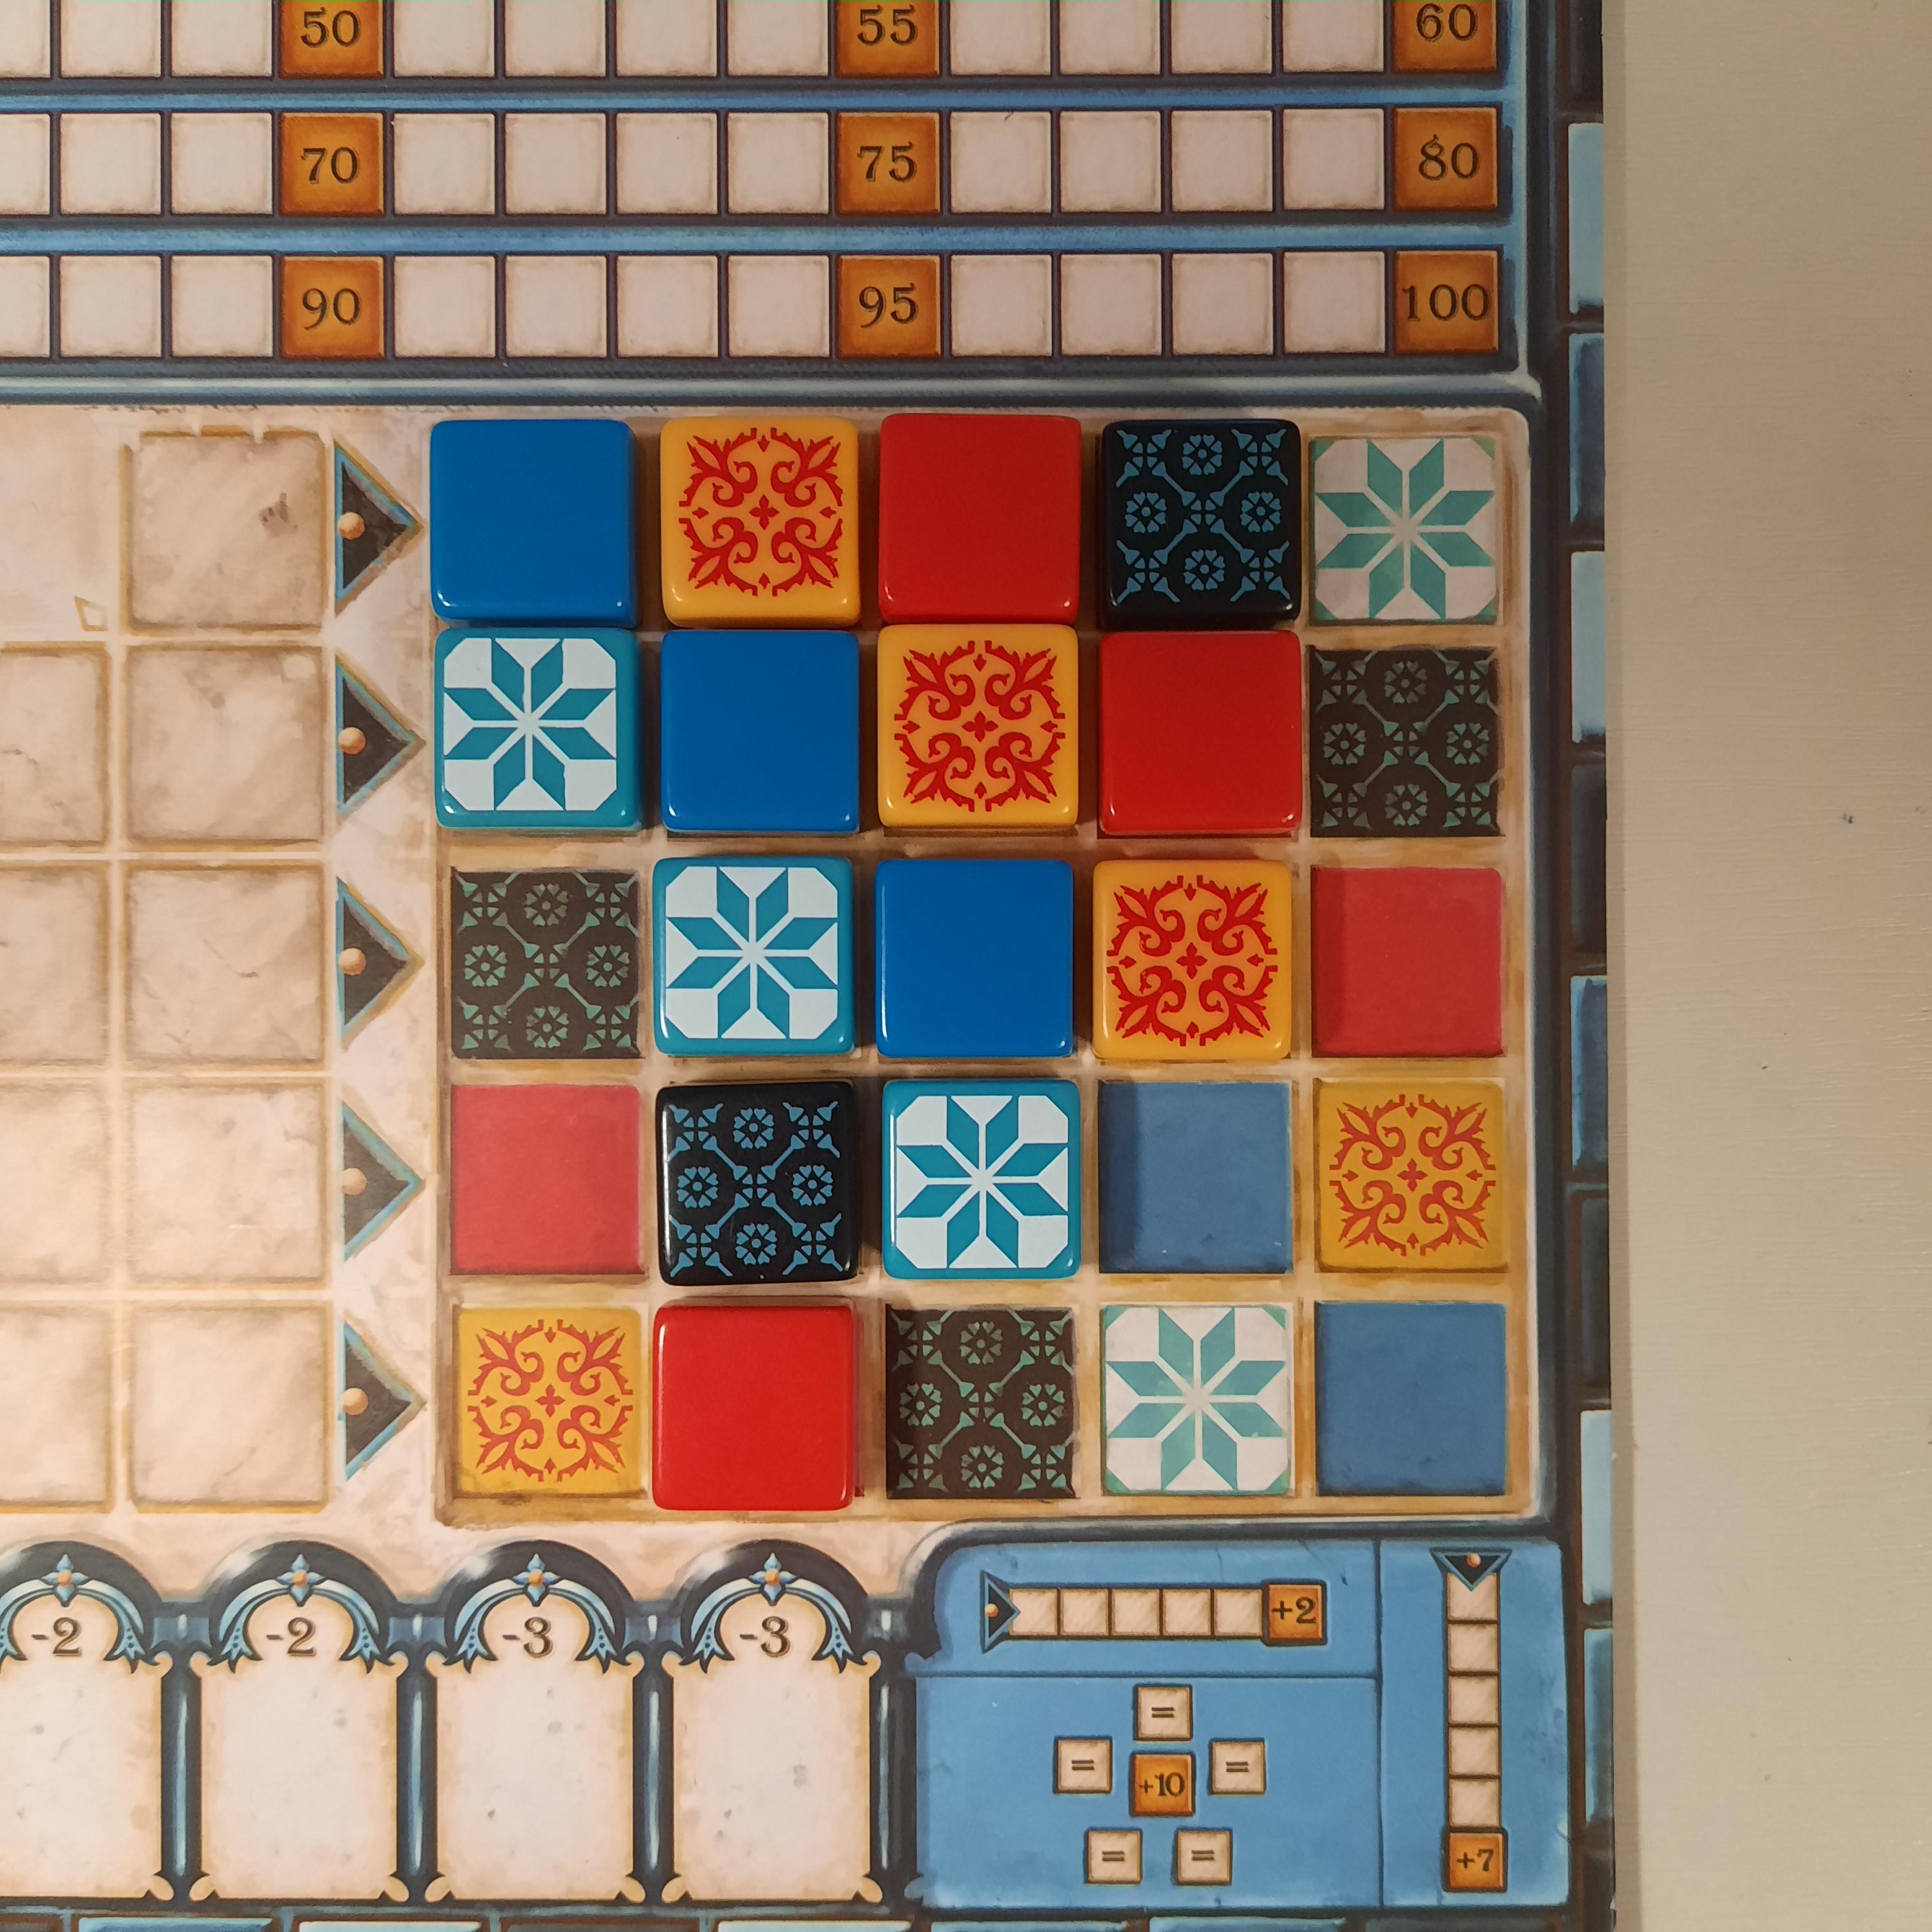 50 55 60
70 75 80
90 95 100
-2 -2 -3 -3
+2
=
= +10 =
= =
+7